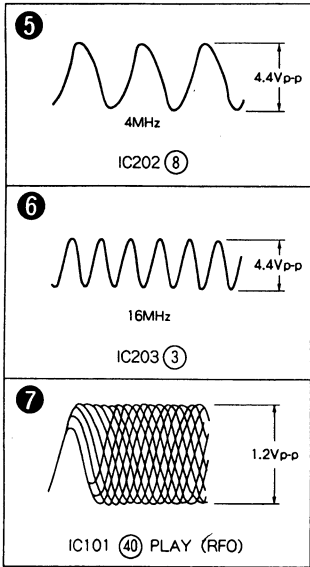 5
4.4Vp-p
4MHz
IC202 8
6
4.4Vp-p
16MHz
IC203 3
7
1.2Vp-p
IC101 40 PLAY (RFO)